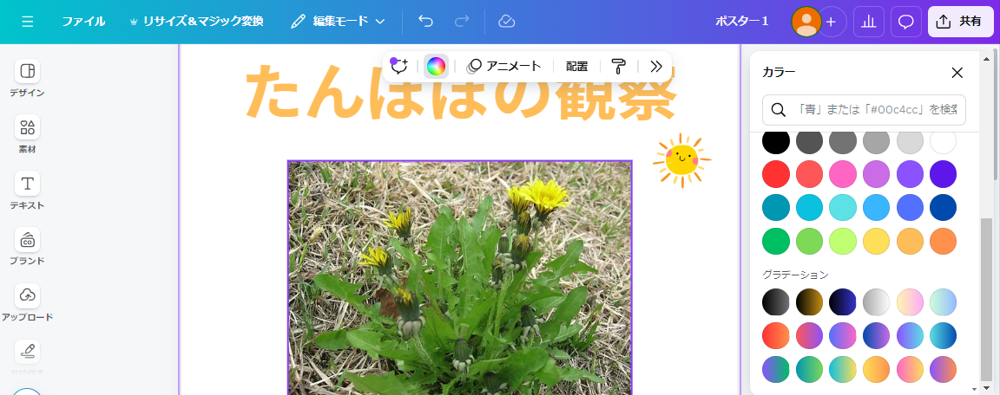 ファイル
リサイズ＆マジック変換
編集モード
ポスター１
共有
デザイン
素材
テキスト
ブランド
CO
アップロード
アニメート
配置
たんぽぽの観察
カラー
「青」または「#00c4cc」を検索
グラデーション